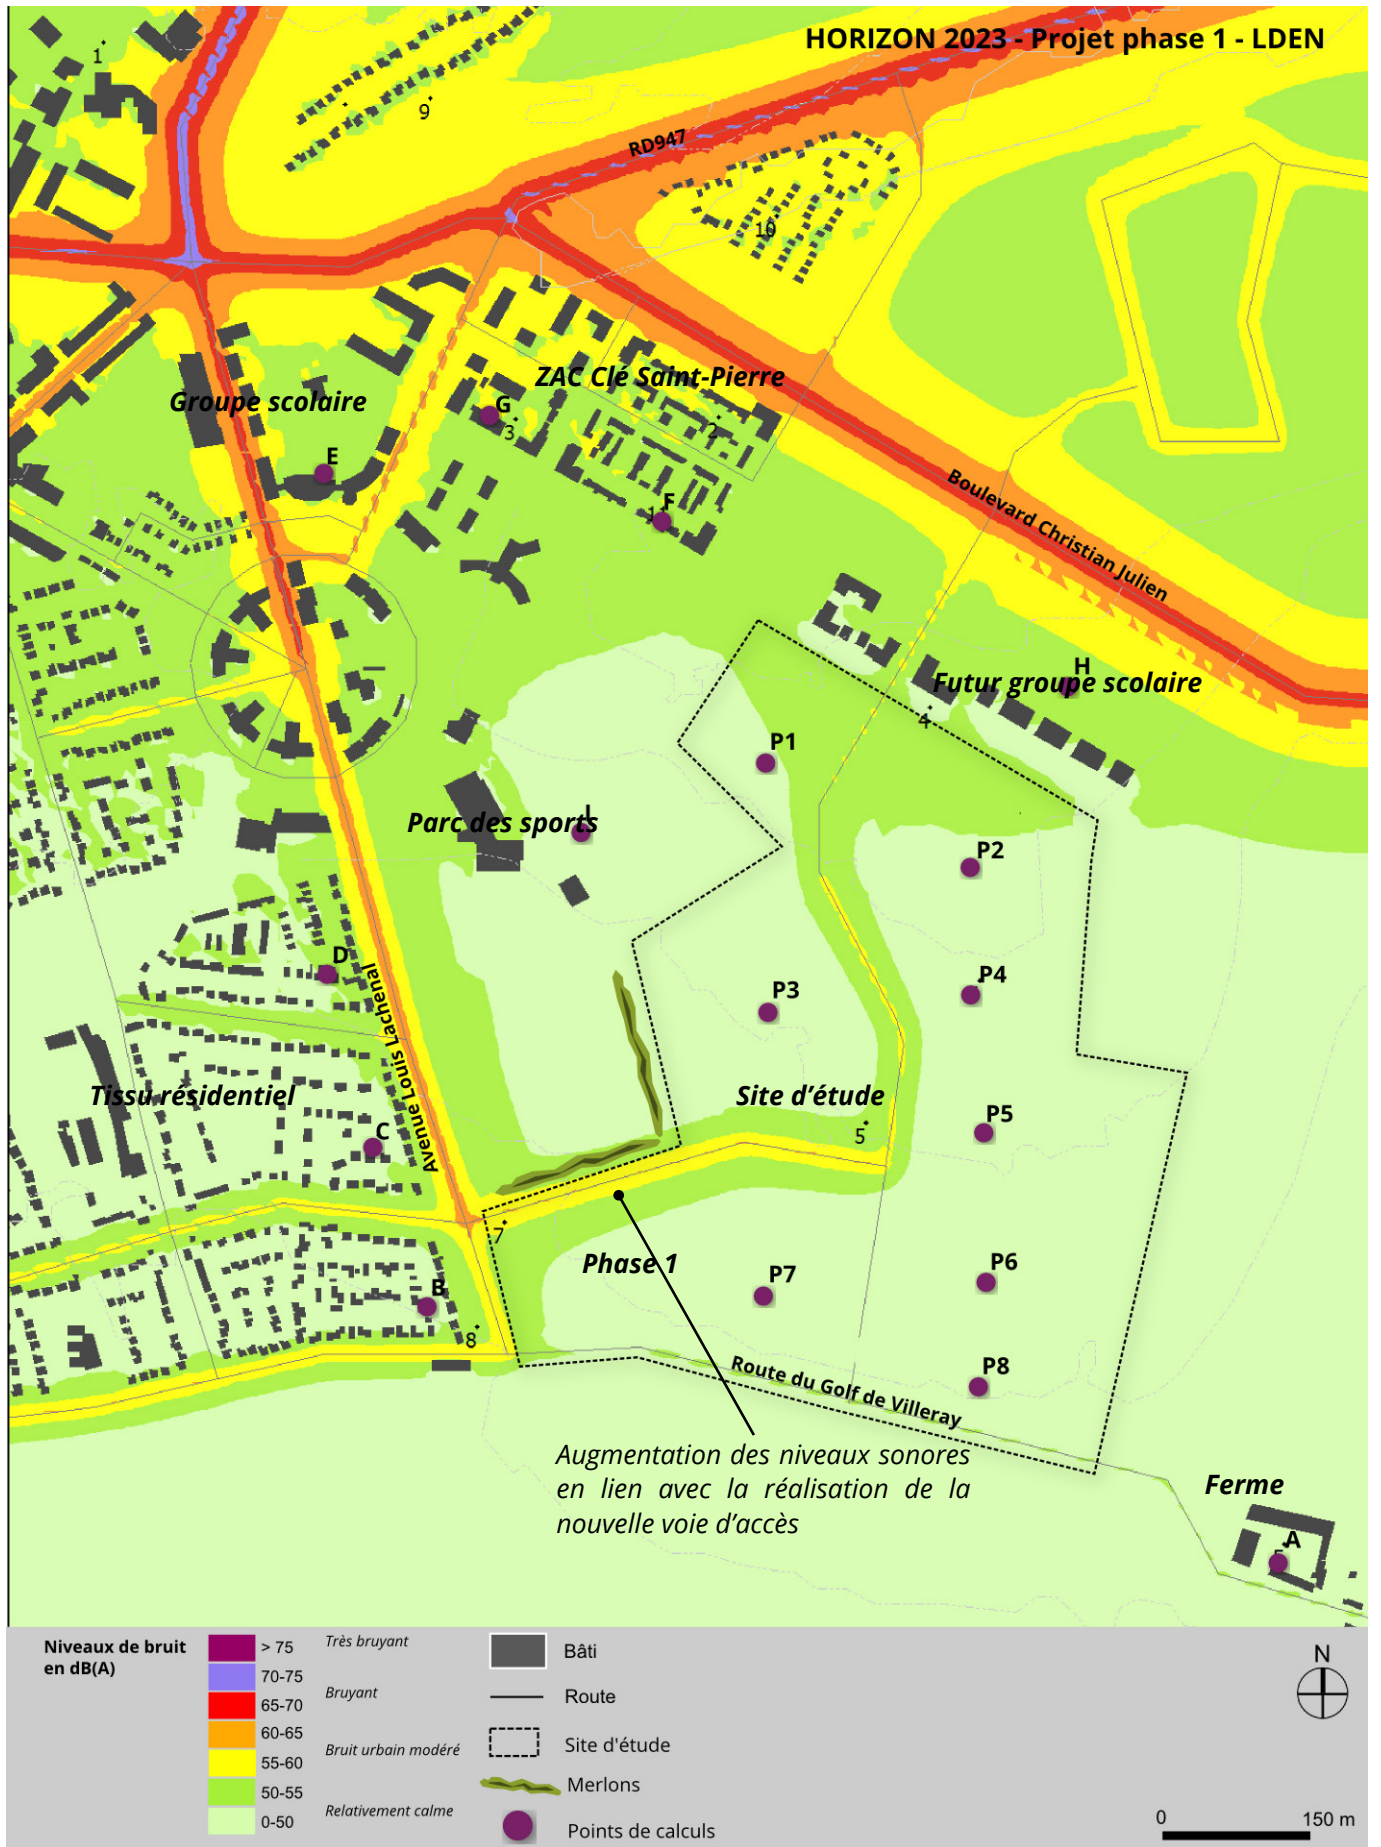 HORIZON 2023 - Projet phase 1 - LDEN
1
9
RD947
10
ZAC Clé Saint-Pierre
Groupe scolaire
G
3
2
E
F
Boulevard Christian Julien
H
Futur groupe scolaire
4
P1
I
Parc des sports
P2
D
P4
P3
Avenue Louis Lachenal
Tissu résidentiel
Site d'étude
C
5
P5
7
Phase 1
P6
P7
B
8
Route du Golf de Villeray
P8
Augmentation des niveaux sonores
en lien avec la réalisation de la
nouvelle voie d'accès
Ferme
A
Niveaux de bruit
en dB(A)
> 75
70-75
65-70
60-65
55-60
50-55
0-50
Très bruyant
Bruyant
Bruit urbain modéré
Relativement calme
Bâti
Route
Site d'étude
Merlons
Points de calculs
N
0 150 m